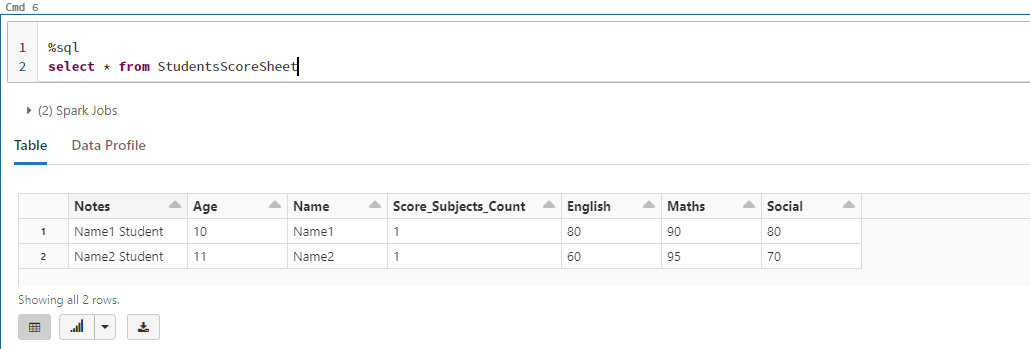 Cmd 6
1 %sql
2 select * from StudentsScoreSheet
(2) Spark Jobs
Table Data Profile
Notes Age Name Score_Subjects_Count English Maths Social
1 Name1 Student 10 Name1 1 80 90 80
2 Name2 Student 11 Name2 1 60 95 70
Showing all 2 rows.